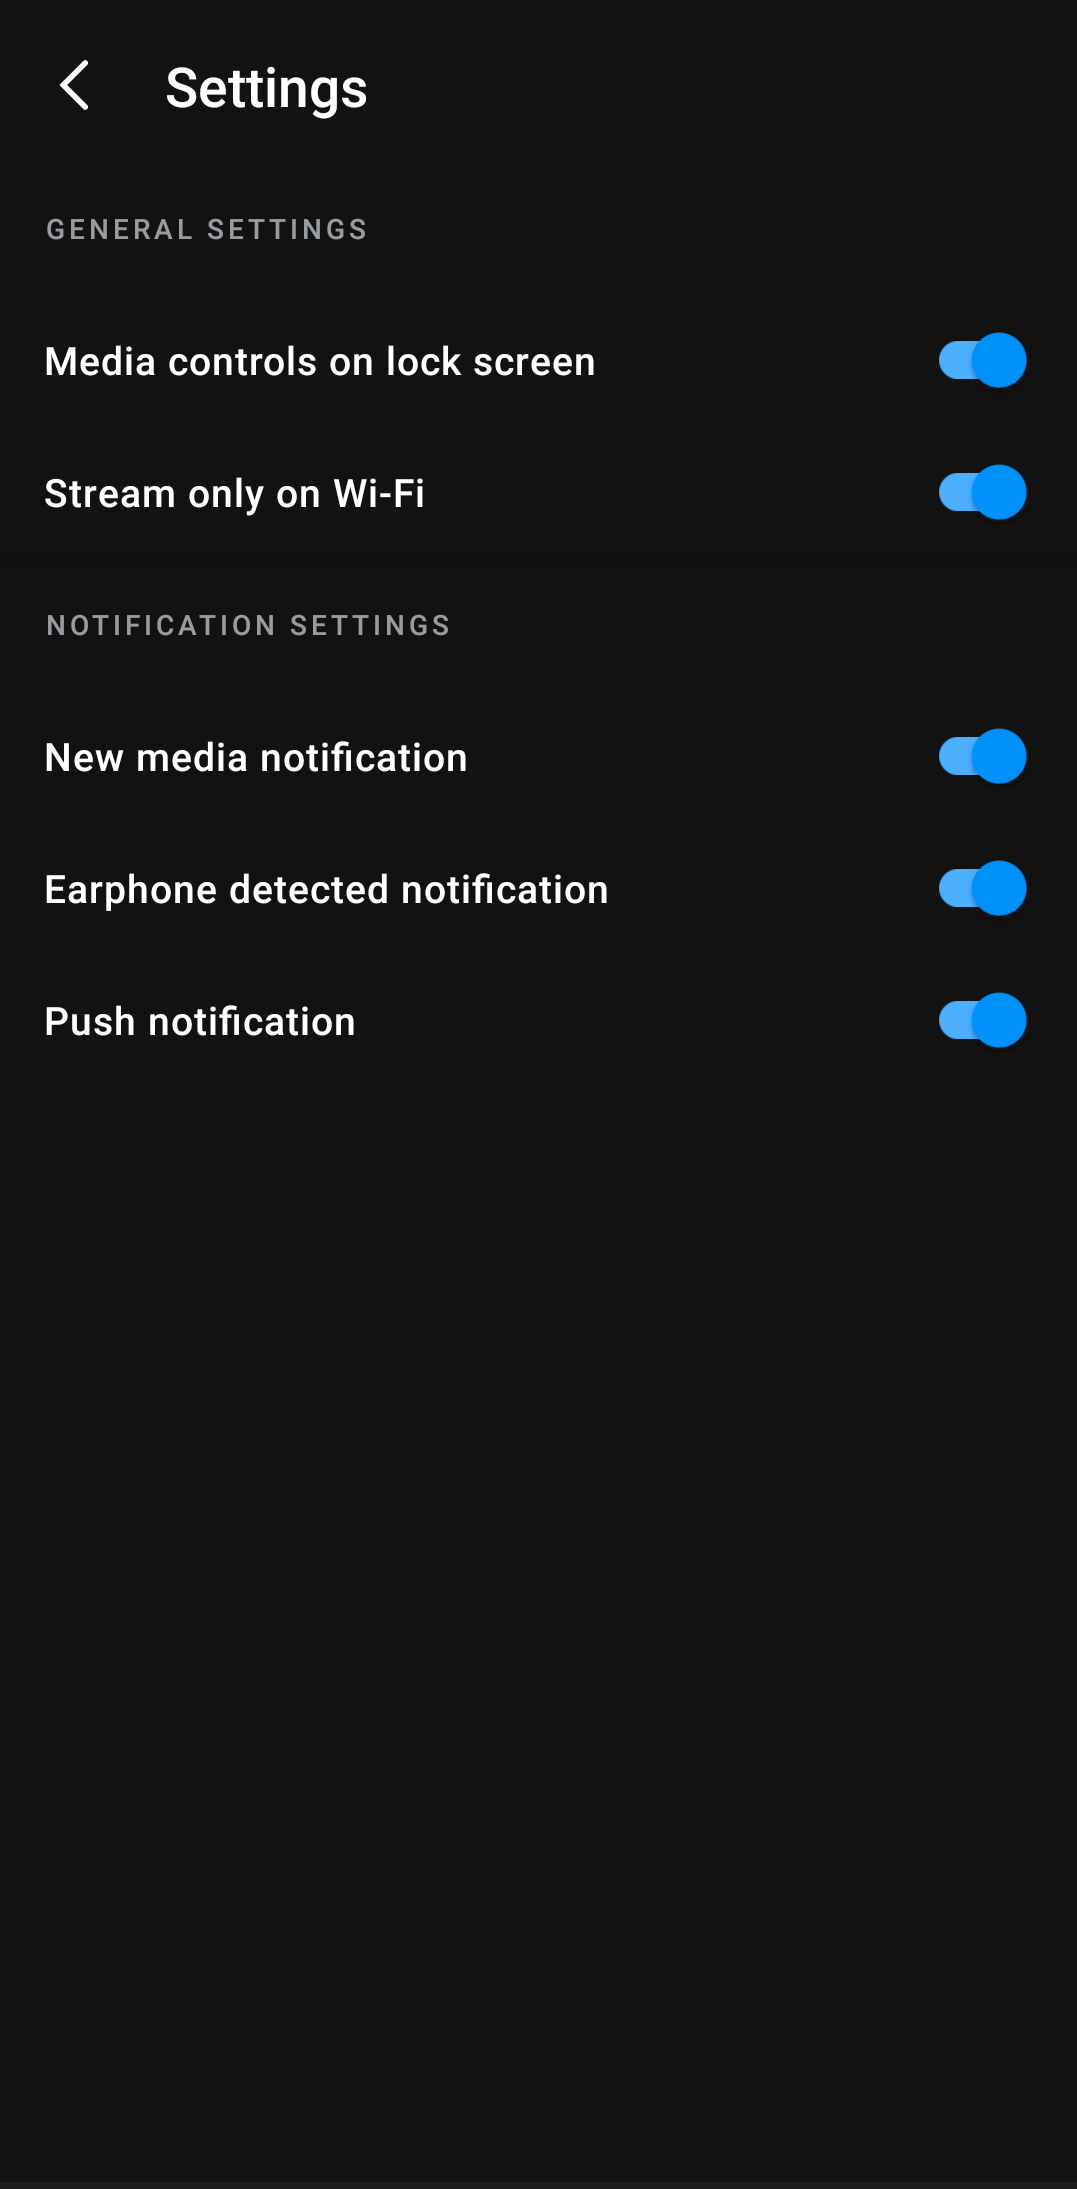 Settings
GENERAL SETTINGS
Media controls on lock screen
Stream only on Wi-Fi
NOTIFICATION SETTINGS
New media notification
Earphone detected notification
Push notification